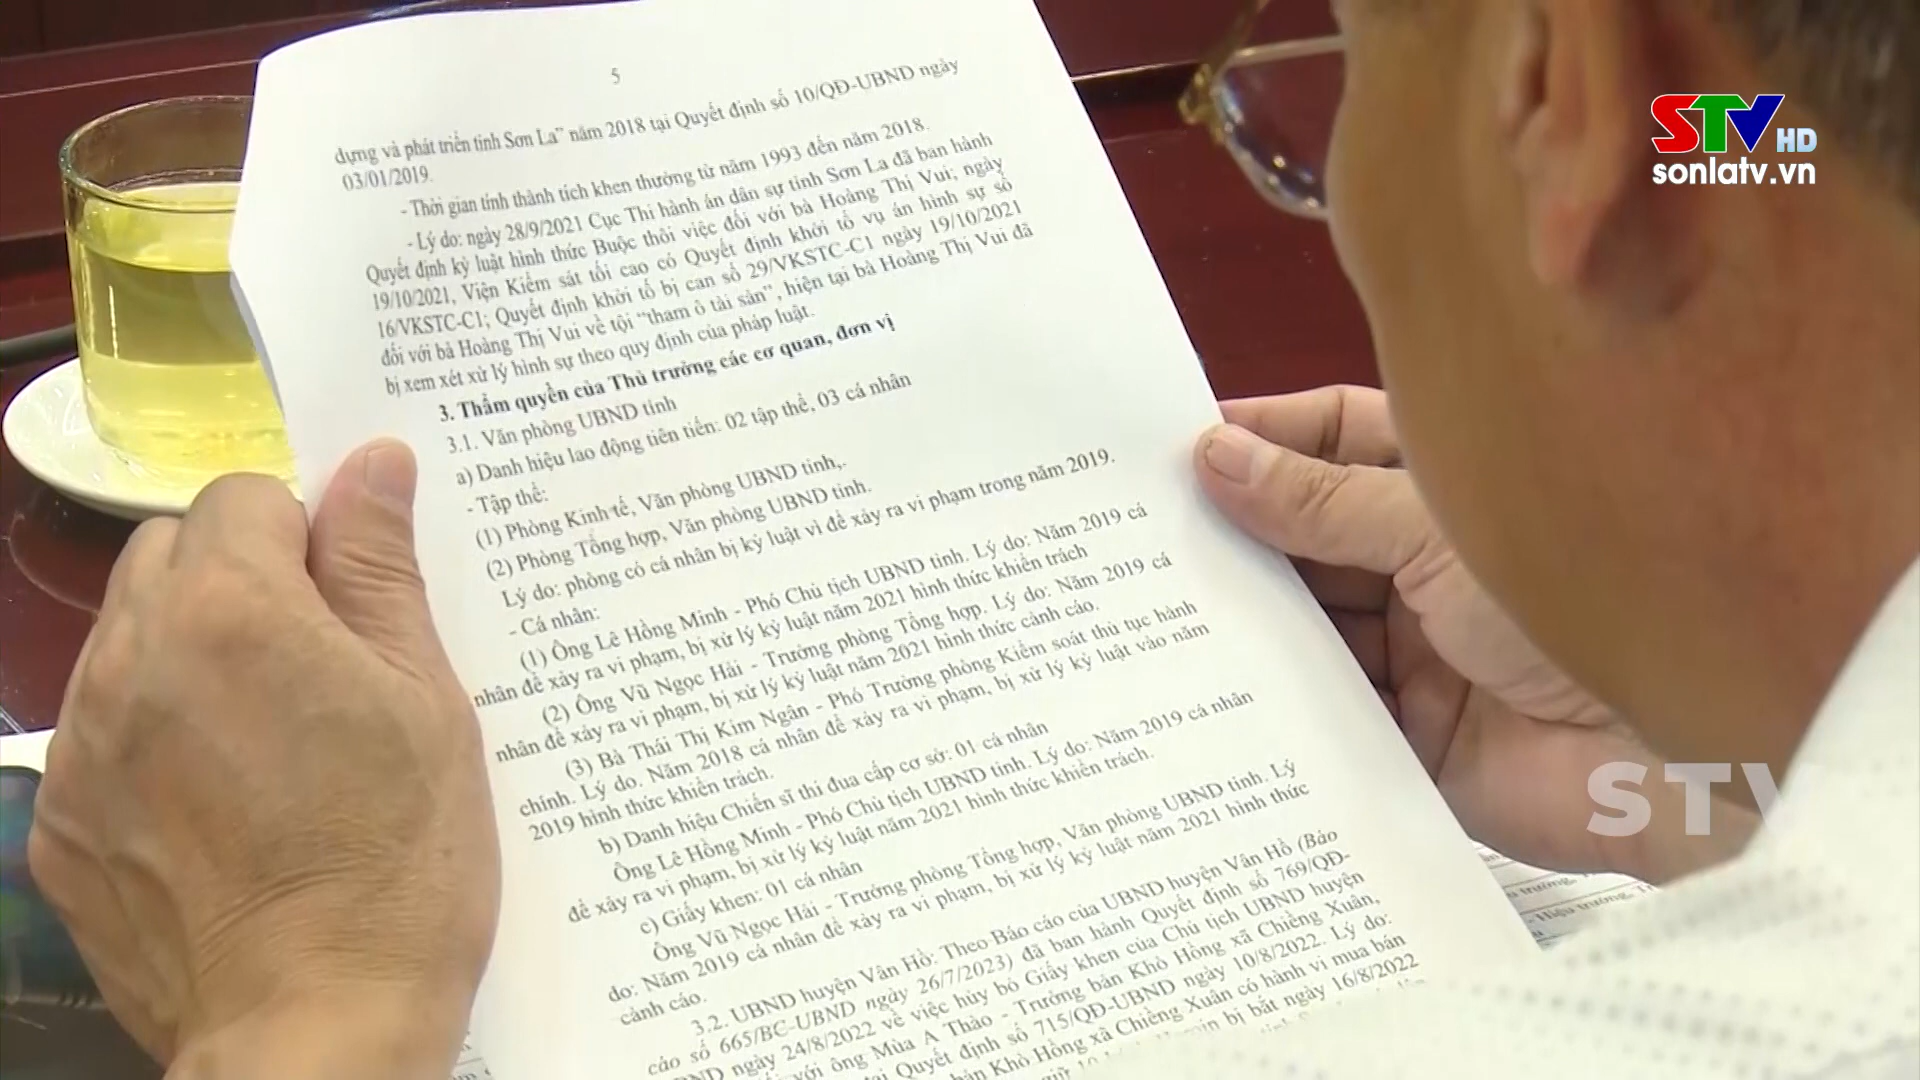 5
STV HD
sonlatv.vn
dựng và phát triển tỉnh Sơn La" năm 2018 tại Quyết định số 10/QĐ-UBND ngày
03/01/2019.
- Thời gian tính thành tích khen thưởng từ năm 1993 đến năm 2018.
- Lý do: ngày 28/9/2021 Cục Thi hành án dân sự tỉnh Sơn La đã ban hành
Quyết định kỷ luật hình thức Buộc thôi việc đối với bà Hoàng Thị Vui; ngày
19/10/2021, Viện Kiểm sát tối cao có Quyết định khởi tố vụ án hình sự số
16/VKSTC-C1; Quyết định khởi tố bị can số 29/VKSTC-C1 ngày 19/10/2021
đối với bà Hoàng Thị Vui về tội "tham ô tài sản", hiện tại bà Hoàng Thị Vui đã
bị xem xét xử lý hình sự theo quy định của pháp luật.
3. Thẩm quyền của Thủ trưởng các cơ quan, đơn vị
3.1. Văn phòng UBND tỉnh
a) Danh hiệu lao động tiên tiến: 02 tập thể, 03 cá nhân
- Tập thể:
(1) Phòng Kinh tế, Văn phòng UBND tỉnh,.
(2) Phòng Tổng hợp, Văn phòng UBND tỉnh.
Lý do: phòng có cá nhân bị kỷ luật vì để xảy ra vi phạm trong năm 2019.
- Cá nhân:
(1) Ông Lê Hồng Minh - Phó Chủ tịch UBND tỉnh. Lý do: Năm 2019 cá
nhân để xảy ra vi phạm, bị xử lý kỷ luật năm 2021 hình thức khiển trách
(2) Ông Vũ Ngọc Hải - Trưởng phòng Tổng hợp. Lý do: Năm 2019 cá
nhân để xảy ra vi phạm, bị xử lý kỷ luật năm 2021 hình thức cảnh cáo.
(3) Bà Thái Thị Kim Ngân - Phó Trưởng phòng Kiểm soát thủ tục hành
chính. Lý do. Năm 2018 cá nhân để xảy ra vi phạm, bị xử lý kỷ luật vào năm
2019 hình thức khiển trách.
b) Danh hiệu Chiến sĩ thi đua cấp cơ sở: 01 cá nhân
Ông Lê Hồng Minh - Phó Chủ tịch UBND tỉnh. Lý do: Năm 2019 cá nhân
để xảy ra vi phạm, bị xử lý kỷ luật năm 2021 hình thức khiển trách.
c) Giấy khen: 01 cá nhân
Ông Vũ Ngọc Hải - Trưởng phòng Tổng hợp, Văn phòng UBND tỉnh. Lý
do: Năm 2019 cá nhân để xảy ra vi phạm, bị xử lý kỷ luật năm 2021 hình thức
cảnh cáo.
3.2. UBND huyện Vân Hồ: Theo Báo cáo của UBND huyện Vân Hồ (Báo
cáo số 665/BC-UBND ngày 26/7/2023) đã ban hành Quyết định số 769/QĐ-
ngày 24/8/2022 về việc hủy bỏ Giấy khen của Chủ tịch UBND huyện
với ông Mùa A Thào - Trưởng bản Khò Hồng xã Chiềng Xuân,
Quyết định số 715/QĐ-UBND ngày 10/8/2022. Lý do:
Khò Hồng xã Chiềng Xuân có hành vi mua bán
bị bắt ngày 16/8/2022
STV